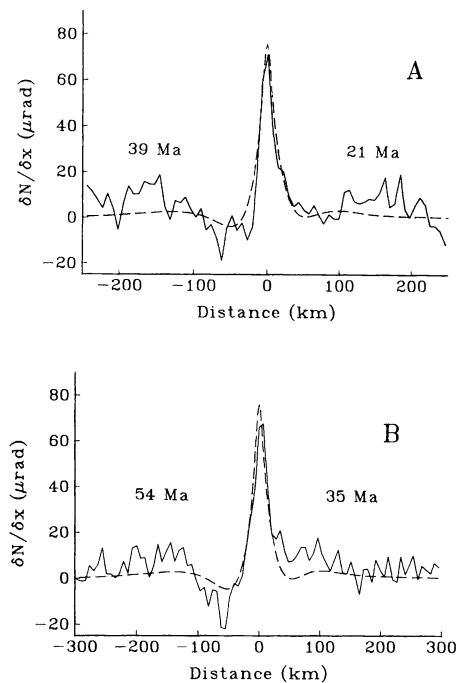 A
80
60
40
20
0
−20
δN/δx (μrad)
39 Ma
21 Ma
−200 −100 0 100 200
Distance (km)
B
80
60
40
20
0
−20
δN/δx (μrad)
54 Ma
35 Ma
−300 −200 −100 0 100 200 300
Distance (km)